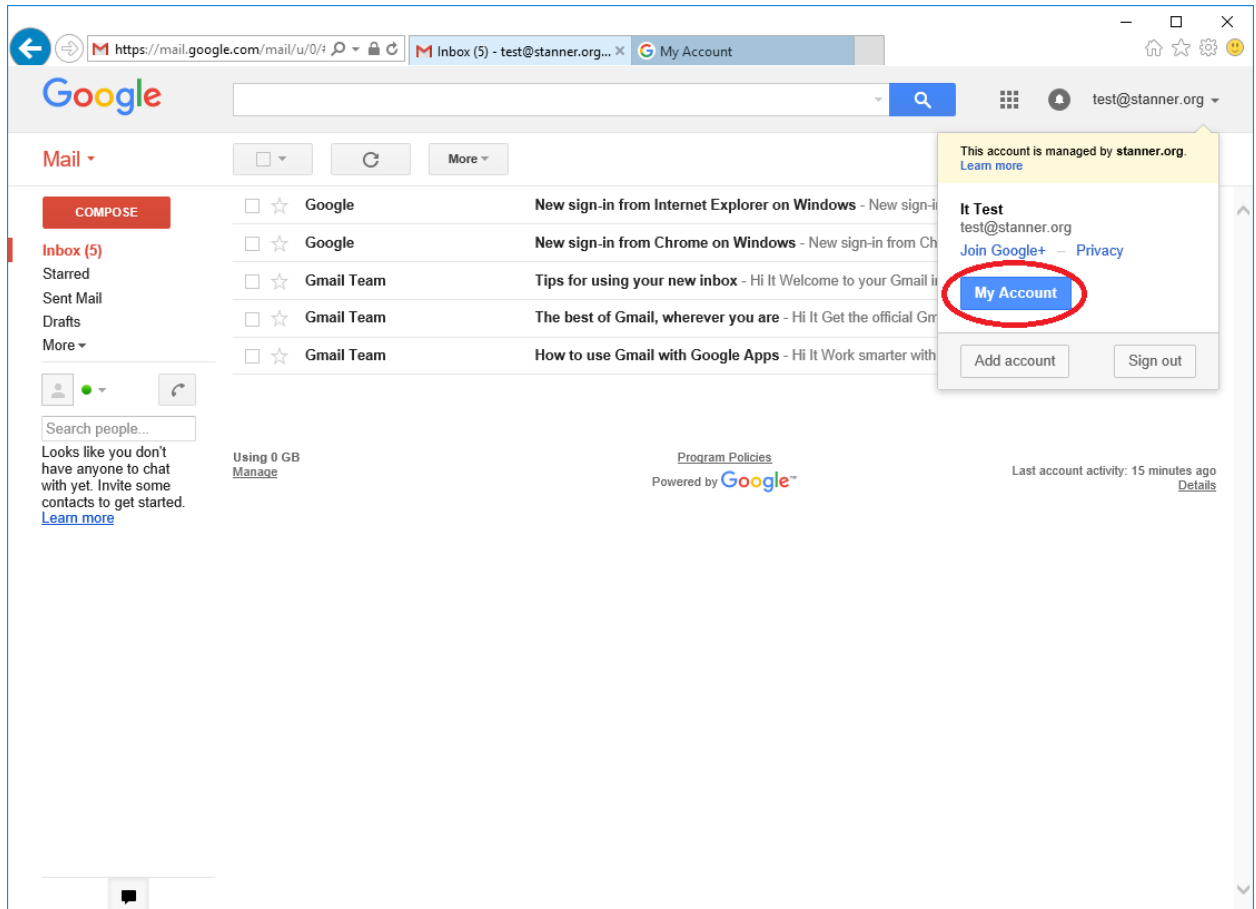 https://mail.google.com/mail/u/0/#
Inbox (5) - test@stanner.org...
My Account
Google
test@stanner.org
Mail
More
This account is managed by stanner.org.
Learn more
COMPOSE
Inbox (5)
Starred
Sent Mail
Drafts
More
Google New sign-in from Internet Explorer on Windows - New sign-i
Google New sign-in from Chrome on Windows - New sign-in from Ch
Gmail Team Tips for using your new inbox - Hi It Welcome to your Gmail i
Gmail Team The best of Gmail, wherever you are - Hi It Get the official Gm
Gmail Team How to use Gmail with Google Apps - Hi It Work smarter with
It Test
test@stanner.org
Join Google+ – Privacy
My Account
Add account Sign out
Search people...
Looks like you don't
have anyone to chat
with yet. Invite some
contacts to get started.
Learn more
Using 0 GB
Manage
Program Policies
Powered by Google™
Last account activity: 15 minutes ago
Details